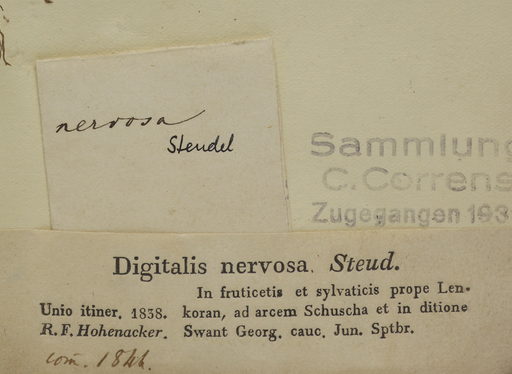 nervosa
Steudel
Sammlung
C. Correns
Zugegangen 193
Digitalis nervosa. Steud.
In fruticetis et sylvaticis prope Len-
Unio itiner. 1838. koran, ad arcem Schuscha et in ditione
R. F. Hohenacker. Swant Georg. cauc. Jun. Sptbr.
com. 1844.